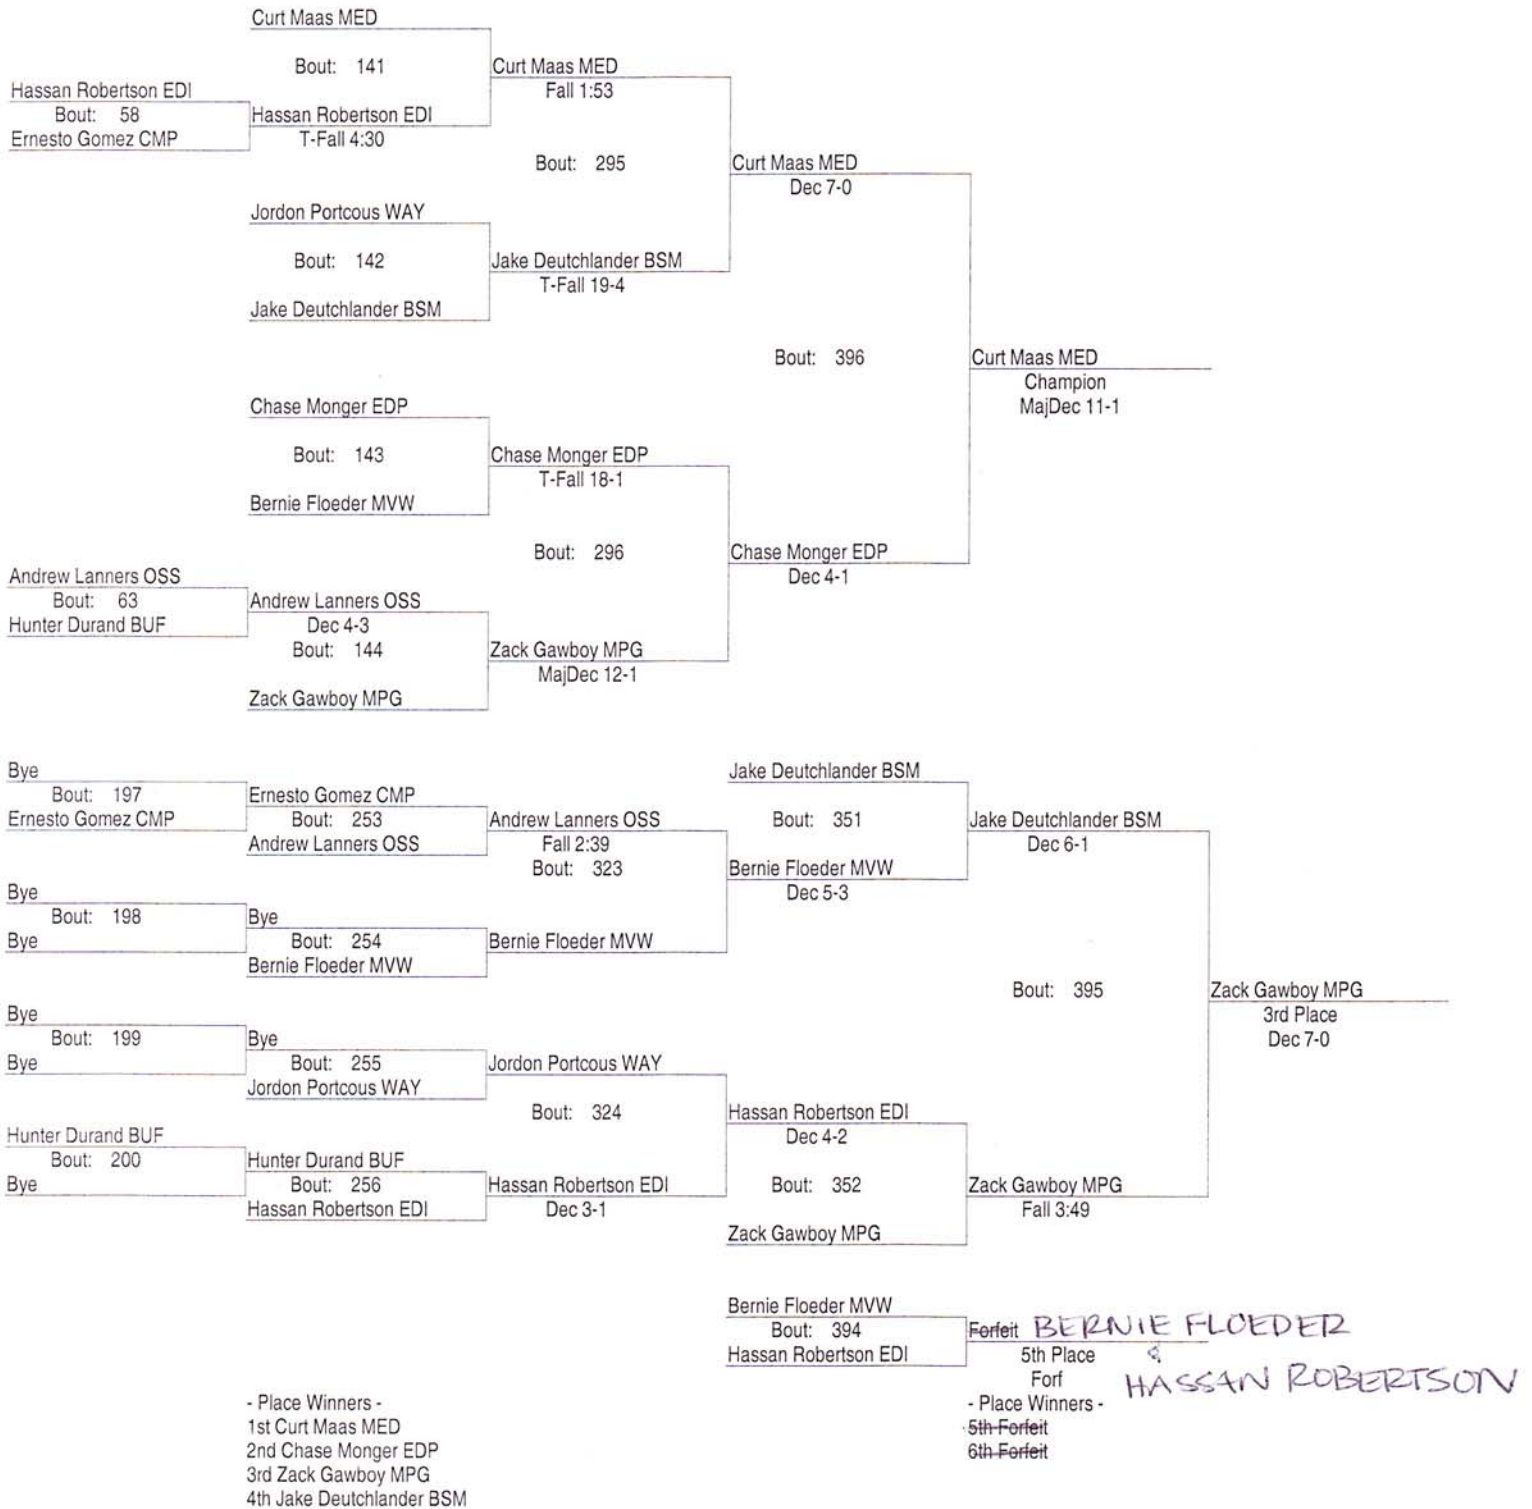 Curt Maas MED
Bout: 141
Curt Maas MED
Fall 1:53
Hassan Robertson EDI
Bout: 58
Ernesto Gomez CMP
Hassan Robertson EDI
T-Fall 4:30
Bout: 295
Curt Maas MED
Dec 7-0
Jordon Portcous WAY
Bout: 142
Jake Deutchlander BSM
Jake Deutchlander BSM
T-Fall 19-4
Bout: 396
Curt Maas MED
Champion
MajDec 11-1
Chase Monger EDP
Bout: 143
Bernie Floeder MVW
Chase Monger EDP
T-Fall 18-1
Bout: 296
Chase Monger EDP
Dec 4-1
Andrew Lanners OSS
Bout: 63
Hunter Durand BUF
Andrew Lanners OSS
Dec 4-3
Bout: 144
Zack Gawboy MPG
Zack Gawboy MPG
MajDec 12-1
Bye
Bout: 197
Ernesto Gomez CMP
Ernesto Gomez CMP
Bout: 253
Andrew Lanners OSS
Andrew Lanners OSS
Fall 2:39
Bout: 323
Jake Deutchlander BSM
Bout: 351
Bernie Floeder MVW
Dec 5-3
Jake Deutchlander BSM
Dec 6-1
Bye
Bout: 198
Bye
Bye
Bout: 254
Bernie Floeder MVW
Bernie Floeder MVW
Bout: 395
Zack Gawboy MPG
3rd Place
Dec 7-0
Bye
Bout: 199
Bye
Bye
Bout: 255
Jordon Portcous WAY
Jordon Portcous WAY
Bout: 324
Hassan Robertson EDI
Dec 4-2
Hunter Durand BUF
Bout: 200
Bye
Hunter Durand BUF
Bout: 256
Hassan Robertson EDI
Hassan Robertson EDI
Dec 3-1
Bout: 352
Zack Gawboy MPG
Zack Gawboy MPG
Fall 3:49
Bernie Floeder MVW
Bout: 394
Hassan Robertson EDI
Forfeit BERNIE FLOEDER
5th Place &
Forf HASSAN ROBERTSON
- Place Winners -
5th Forfeit
6th Forfeit
- Place Winners -
1st Curt Maas MED
2nd Chase Monger EDP
3rd Zack Gawboy MPG
4th Jake Deutchlander BSM